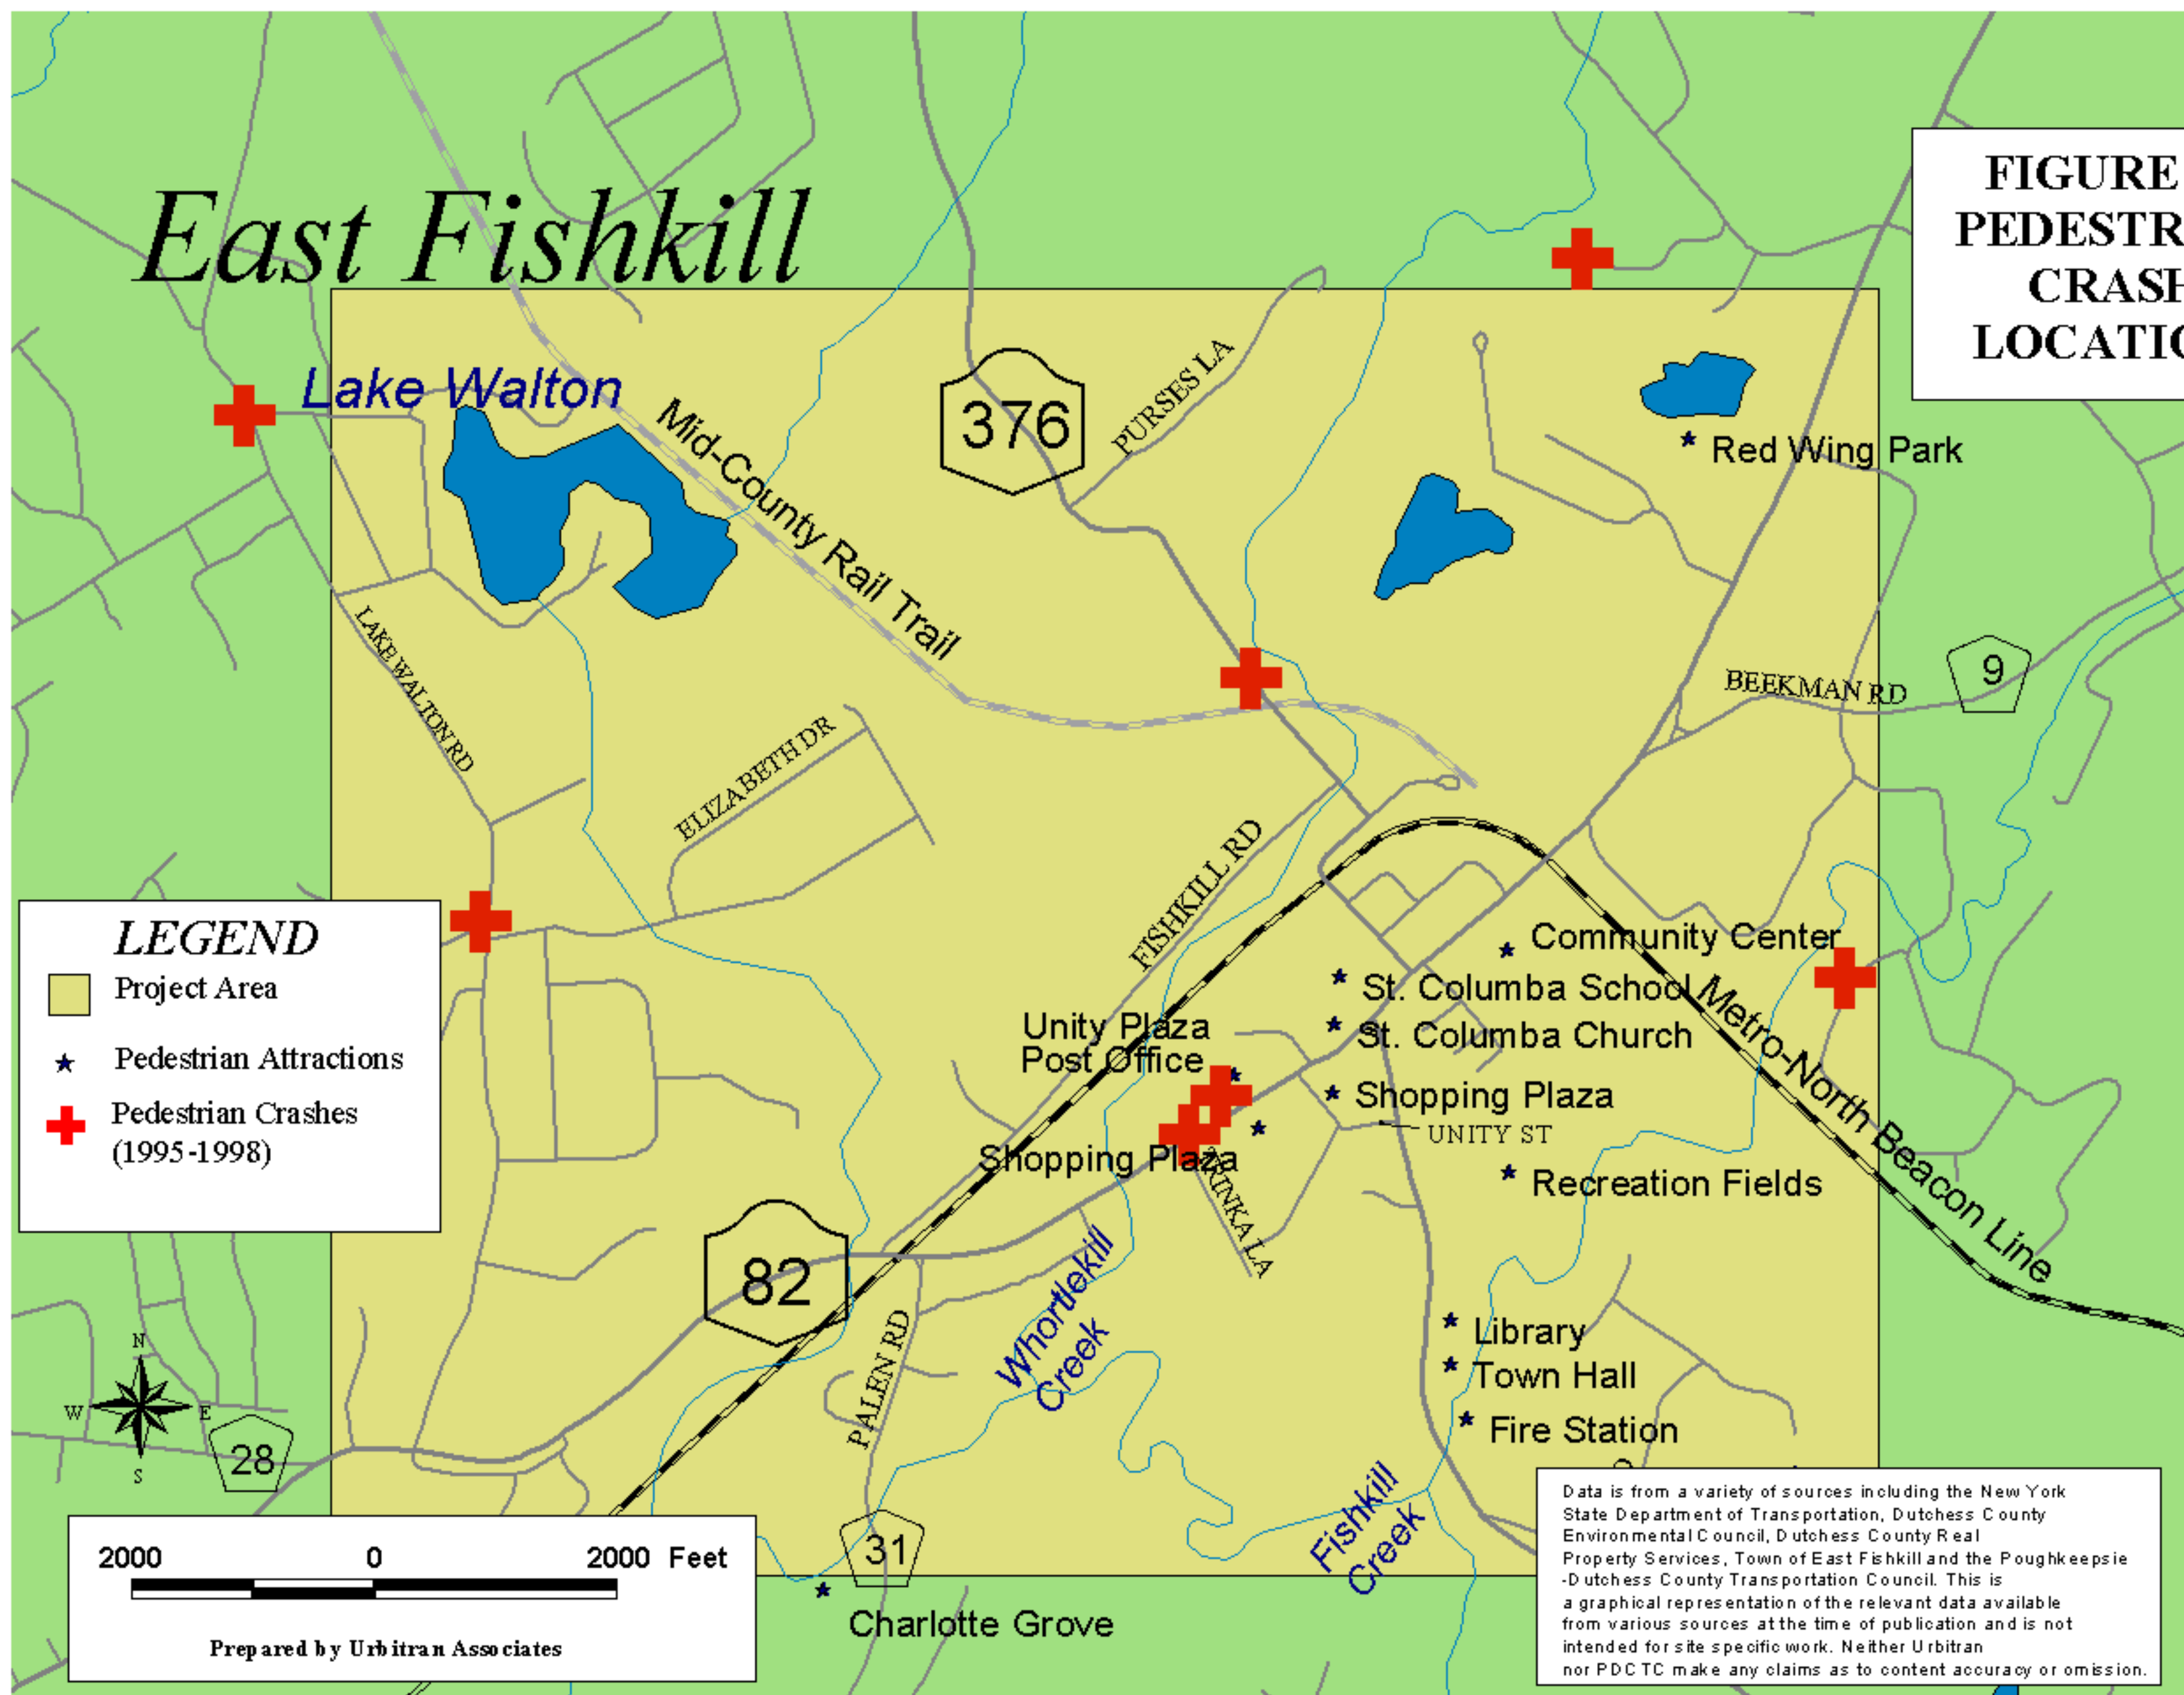 FIGURE
PEDESTR
CRASH
LOCATIO
East Fishkill
Lake Walton
Mid-County Rail Trail
376
PURSES LA
Red Wing Park
LAKE WALTON RD
ELIZABETH DR
BEEKMAN RD
9
FISHKILL RD
Community Center
St. Columba School
St. Columba Church
Metro-North Beacon Line
Unity Plaza
Post Office
Shopping Plaza
UNITY ST
Shopping Plaza
RINKA LA
Recreation Fields
82
Whortlekill
Creek
PALEN RD
Library
Town Hall
Fire Station
Fishkill
Creek
28
31
Charlotte Grove
LEGEND
Project Area
Pedestrian Attractions
Pedestrian Crashes
(1995-1998)
N
W E
S
2000 0 2000 Feet
Prepared by Urbitran Associates
Data is from a variety of sources including the New York
State Department of Transportation, Dutchess County
Environmental Council, Dutchess County Real
Property Services, Town of East Fishkill and the Poughkeepsie
-Dutchess County Transportation Council. This is
a graphical representation of the relevant data available
from various sources at the time of publication and is not
intended for site specific work. Neither Urbitran
nor PDCTC make any claims as to content accuracy or omission.